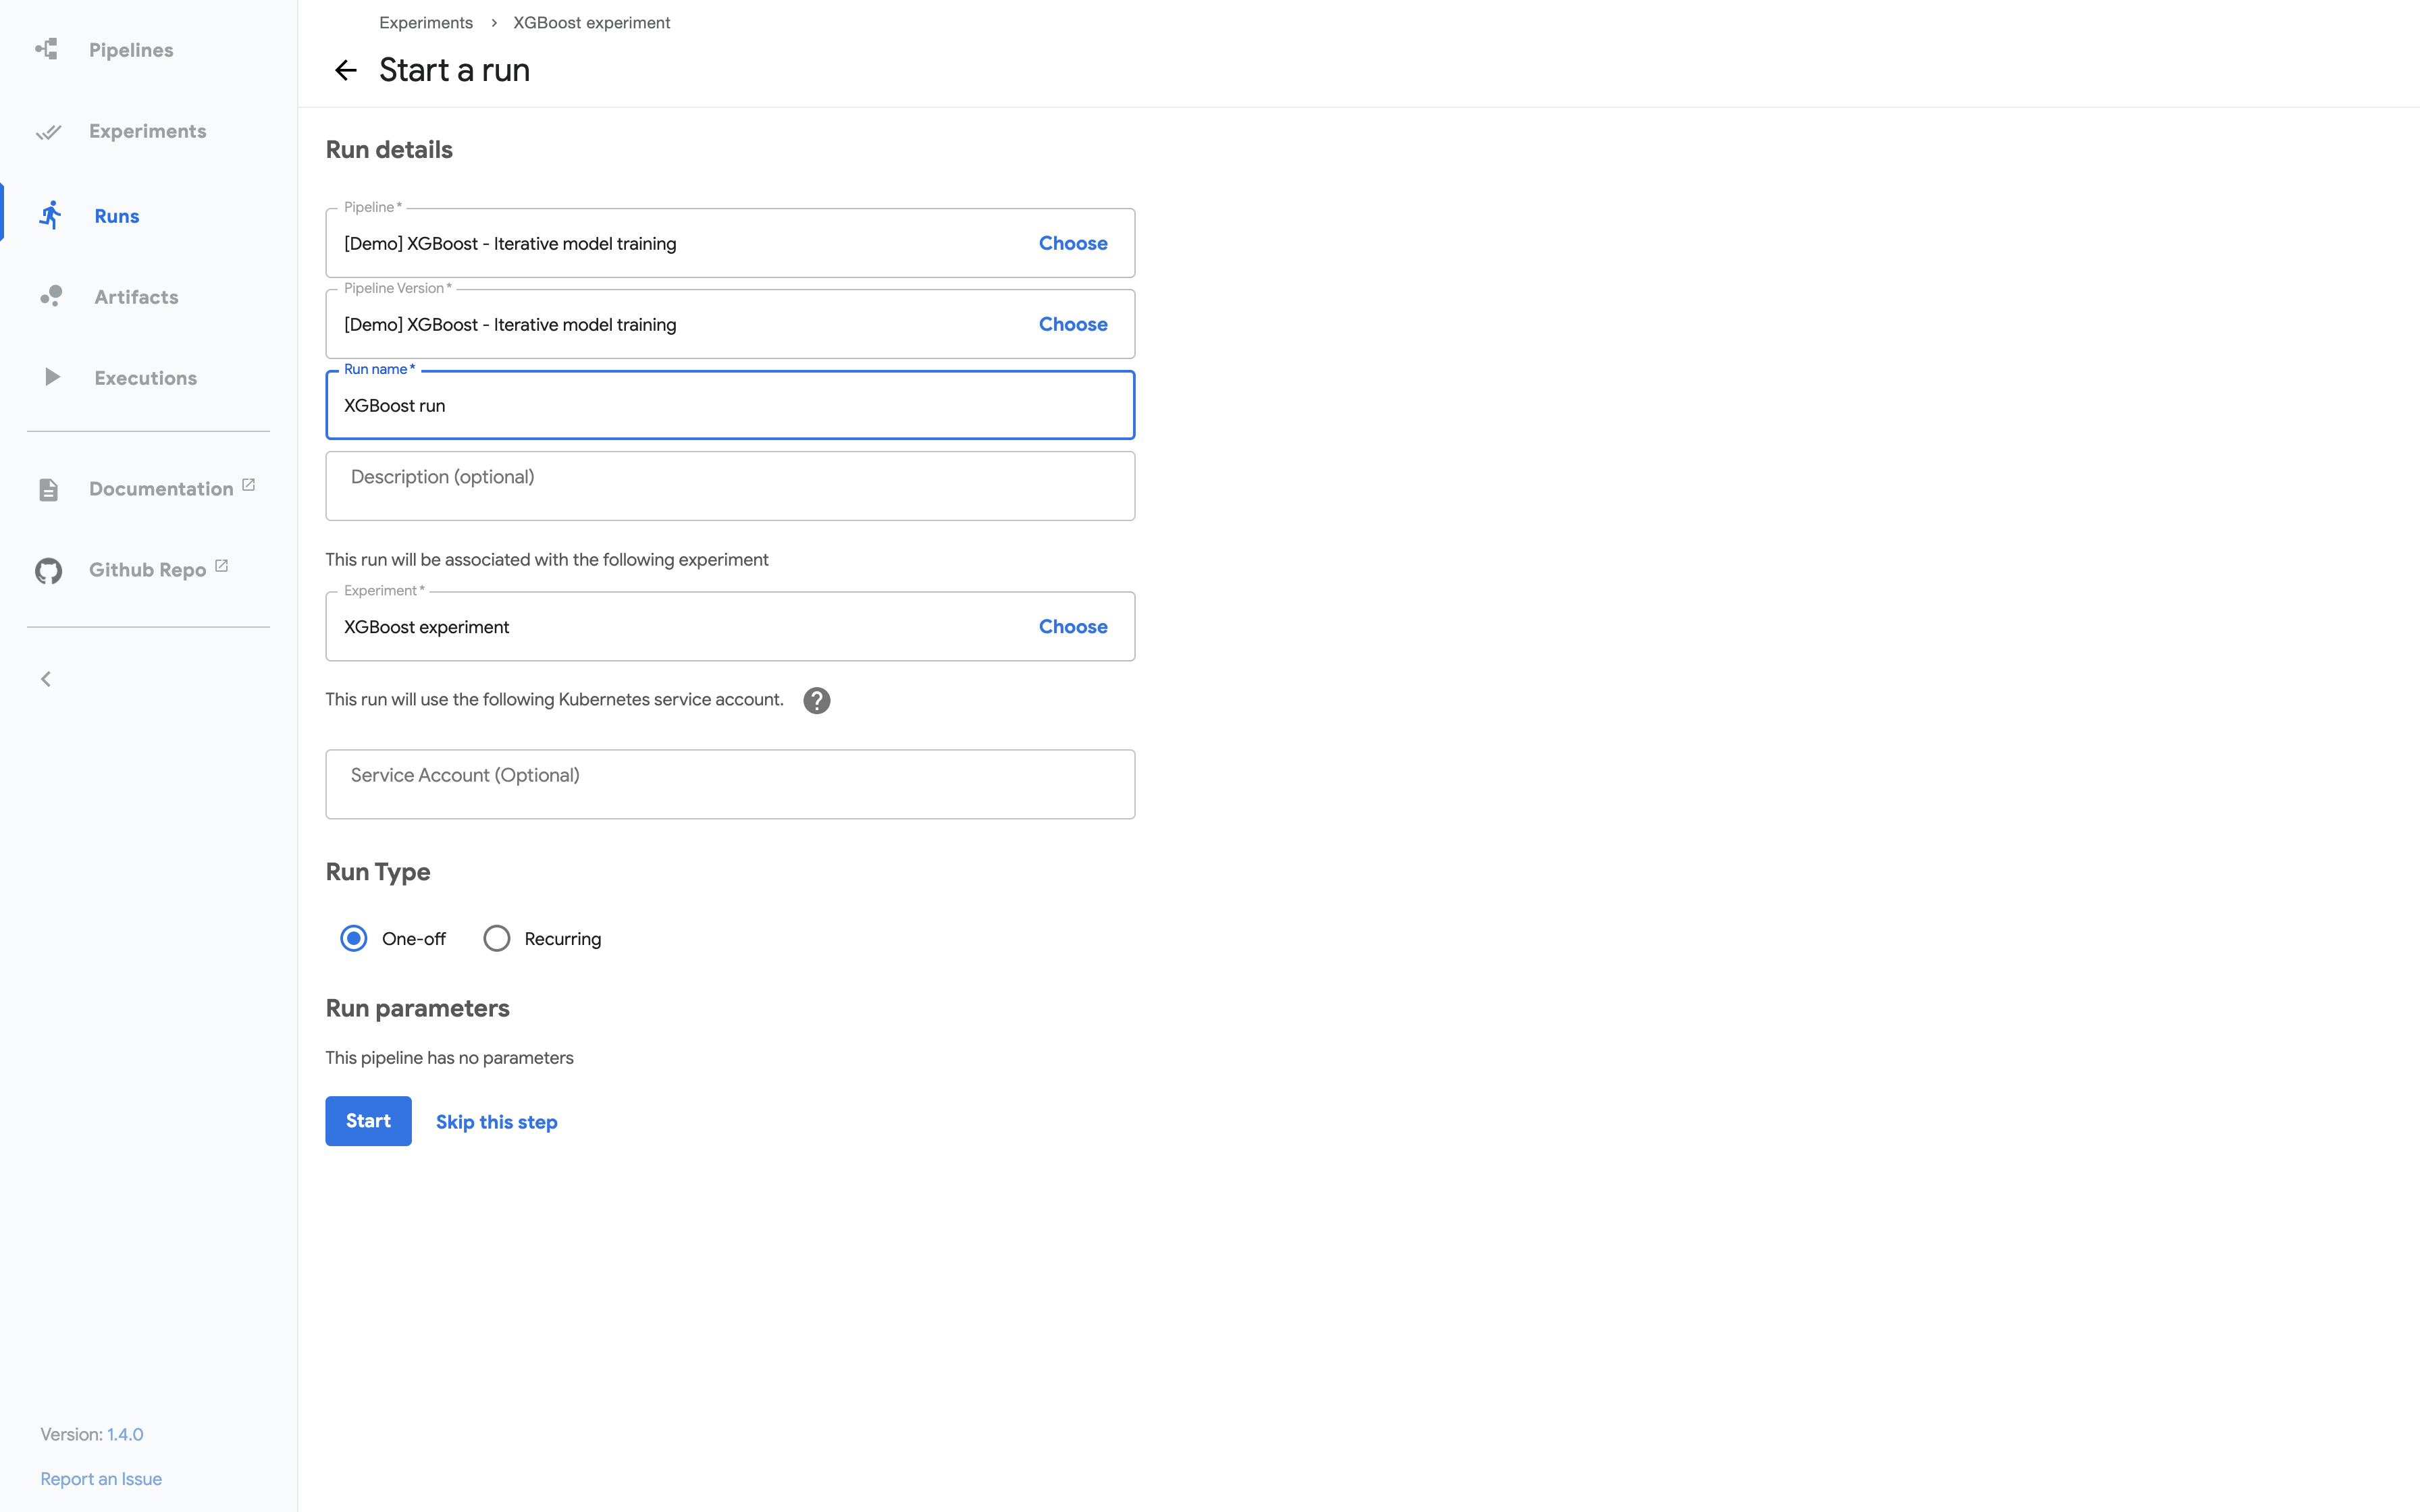 Pipelines
Experiments
Runs
Artifacts
Executions
Documentation
Github Repo
Version: 1.4.0
Report an Issue
Experiments > XGBoost experiment
Start a run
Run details
Pipeline *
[Demo] XGBoost - Iterative model training Choose
Pipeline Version *
[Demo] XGBoost - Iterative model training Choose
Run name *
XGBoost run
Description (optional)
This run will be associated with the following experiment
Experiment *
XGBoost experiment Choose
This run will use the following Kubernetes service account. ?
Service Account (Optional)
Run Type
One-off Recurring
Run parameters
This pipeline has no parameters
Start Skip this step